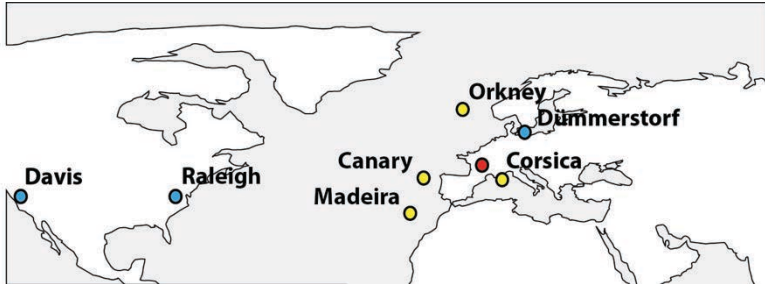 Orkney
Dümmerstorf
Canary
Corsica
Davis
Raleigh
Madeira